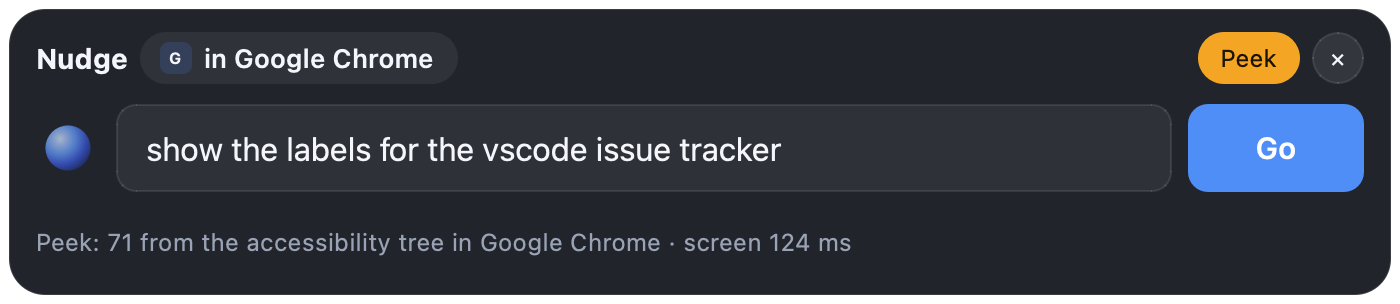 Nudge G in Google Chrome Peek ×
show the labels for the vscode issue tracker Go
Peek: 71 from the accessibility tree in Google Chrome · screen 124 ms